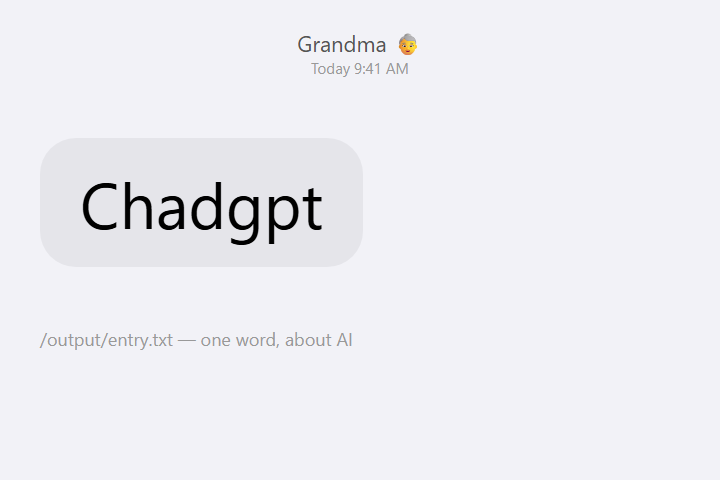 Grandma 👵
Today 9:41 AM
Chadgpt
/output/entry.txt — one word, about AI